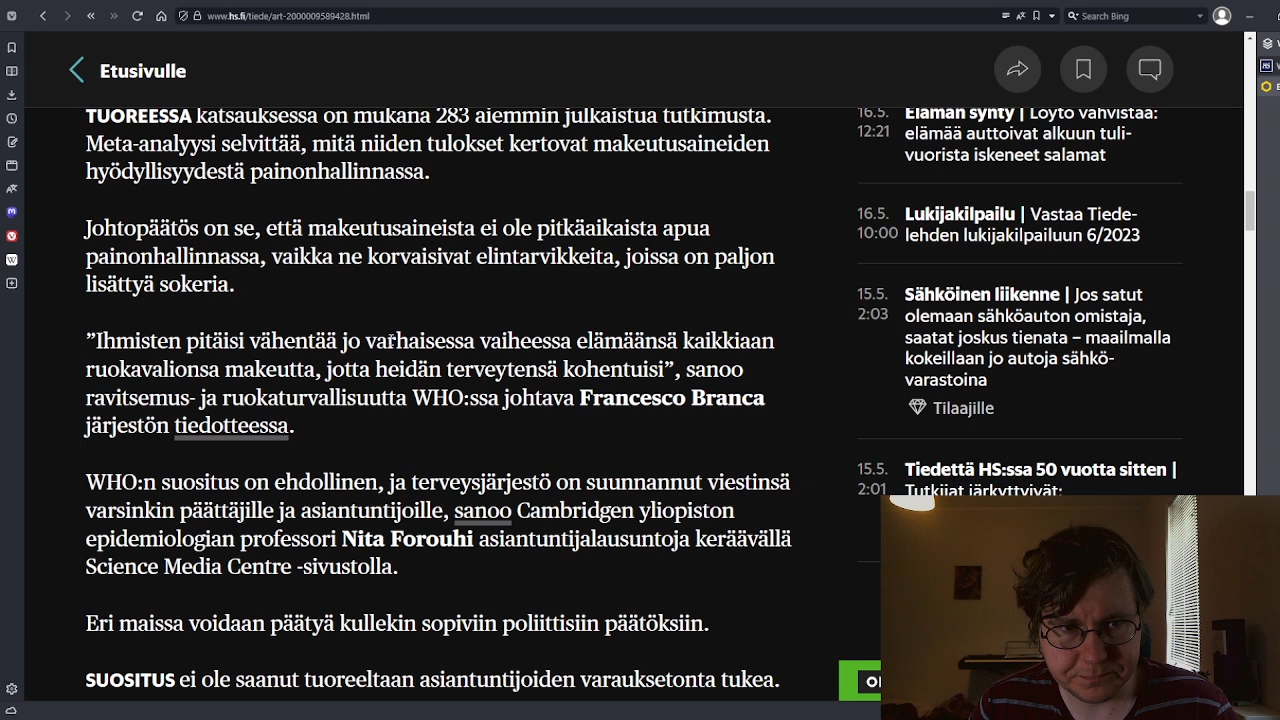 www.hs.fi/tiede/art-2000009589428.html
Search Bing
Etusivulle
TUOREESSA katsauksessa on mukana 283 aiemmin julkaistua tutkimusta.
Meta-analyysi selvittää, mitä niiden tulokset kertovat makeutusaineiden
hyödyllisyydestä painonhallinnassa.
Johtopäätös on se, että makeutusaineista ei ole pitkäaikaista apua
painonhallinnassa, vaikka ne korvaisivat elintarvikkeita, joissa on paljon
lisättyä sokeria.
”Ihmisten pitäisi vähentää jo varhaisessa vaiheessa elämäänsä kaikkiaan
ruokavalionsa makeutta, jotta heidän terveytensä kohentuisi”, sanoo
ravitsemus- ja ruokaturvallisuutta WHO:ssa johtava Francesco Branca
järjestön tiedotteessa.
WHO:n suositus on ehdollinen, ja terveysjärjestö on suunnannut viestinsä
varsinkin päättäjille ja asiantuntijoille, sanoo Cambridgen yliopiston
epidemiologian professori Nita Forouhi asiantuntijalausuntoja keräävällä
Science Media Centre -sivustolla.
Eri maissa voidaan päätyä kullekin sopiviin poliittisiin päätöksiin.
SUOSITUS ei ole saanut tuoreeltaan asiantuntijoiden varauksetonta tukea.
16.5. Elämän synty | Löytö vahvistaa:
12:21 elämää auttoivat alkuun tuli-
vuorista iskeneet salamat
16.5. Lukijakilpailu | Vastaa Tiede-
10:00 lehden lukijakilpailuun 6/2023
15.5. Sähköinen liikenne | Jos satut
2:03 olemaan sähköauton omistaja,
saatat joskus tienata – maailmalla
kokeillaan jo autoja sähkö-
varastoina
Tilaajille
15.5. Tiedettä HS:ssa 50 vuotta sitten |
2:01 Tutkijat järkyttyivät: